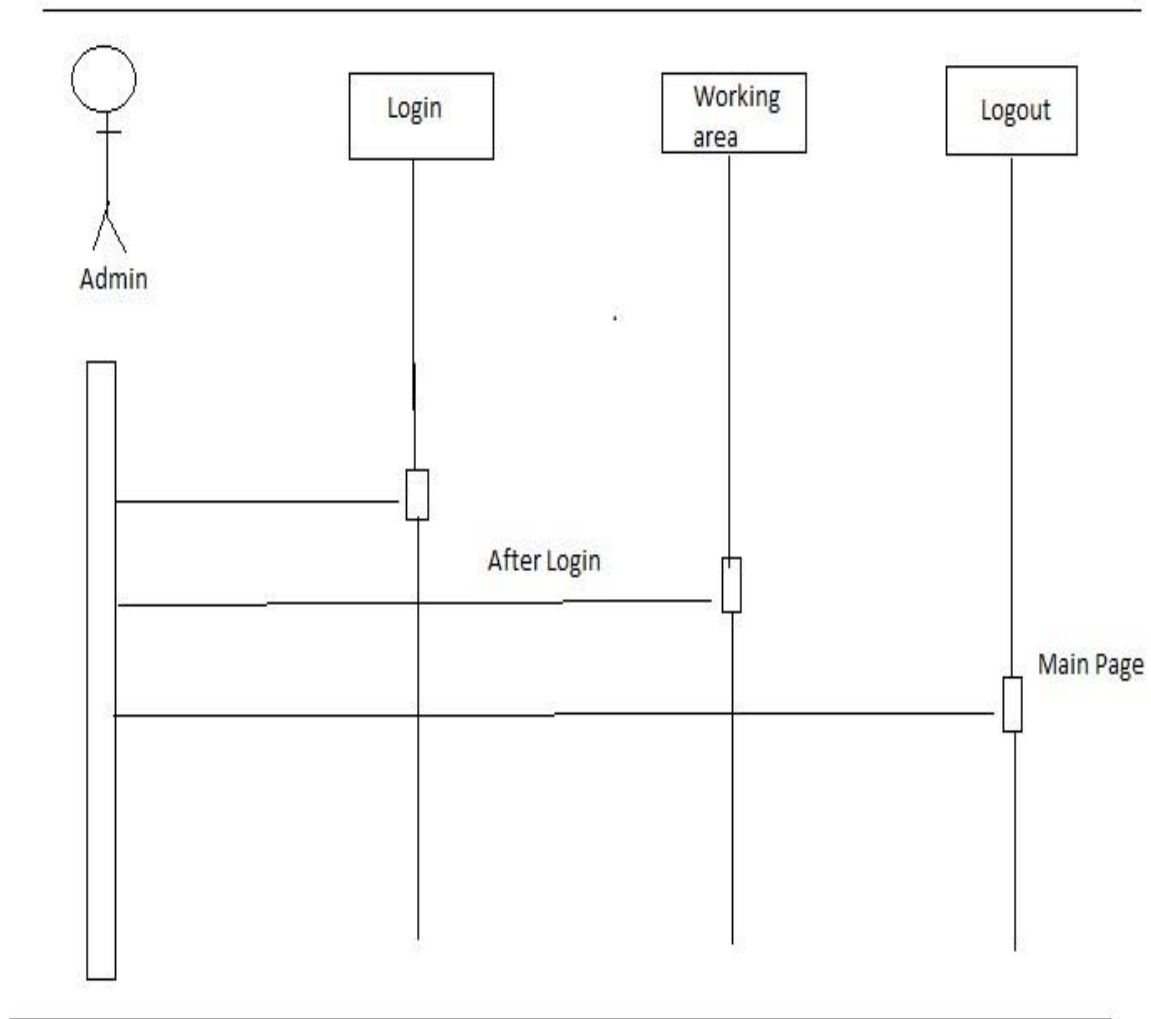 Login
Working
area
Logout
Admin
After Login
Main Page